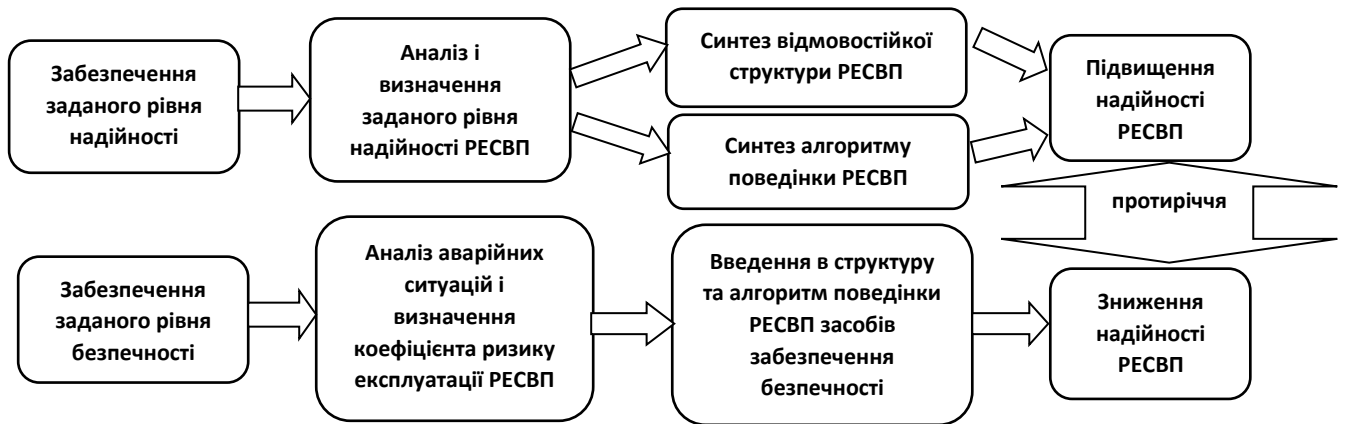 Забезпечення
заданого рівня
надійності
Аналіз і
визначення
заданого рівня
надійності РЕСВП
Синтез відмовостійкої
структури РЕСВП
Синтез алгоритму
поведінки РЕСВП
Підвищення
надійності
РЕСВП
протиріччя
Забезпечення
заданого рівня
безпечності
Аналіз аварійних
ситуацій і
визначення
коефіцієнта ризику
експлуатації РЕСВП
Введення в структуру
та алгоритм поведінки
РЕСВП засобів
забезпечення
безпечності
Зниження
надійності
РЕСВП